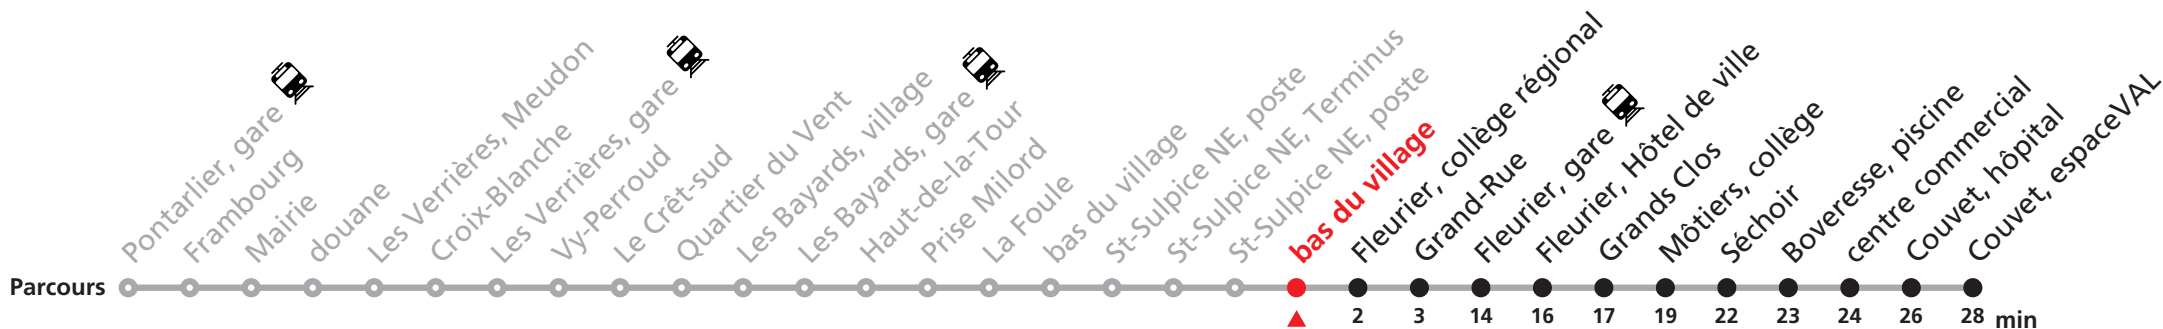 Pontarlier, gare
Frambourg
Mairie
douane
Les Verrières, Meudon
Croix-Blanche
Les Verrières, gare
Vy-Perroud
Le Crêt-sud
Quartier du Vent
Les Bayards, village
Les Bayards, gare
Haut-de-la-Tour
Prise Milord
La Foule
bas du village
St-Sulpice NE, poste
St-Sulpice NE, Terminus
St-Sulpice NE, poste
bas du village
Fleurier, collège régional
Grand-Rue
Fleurier, gare
Fleurier, Hôtel de ville
Grands Clos
Môtiers, collège
Séchoir
Boveresse, piscine
centre commercial
Couvet, hôpital
Couvet, espaceVAL
Parcours
2 3 14 16 17 19 22 23 24 26 28 min